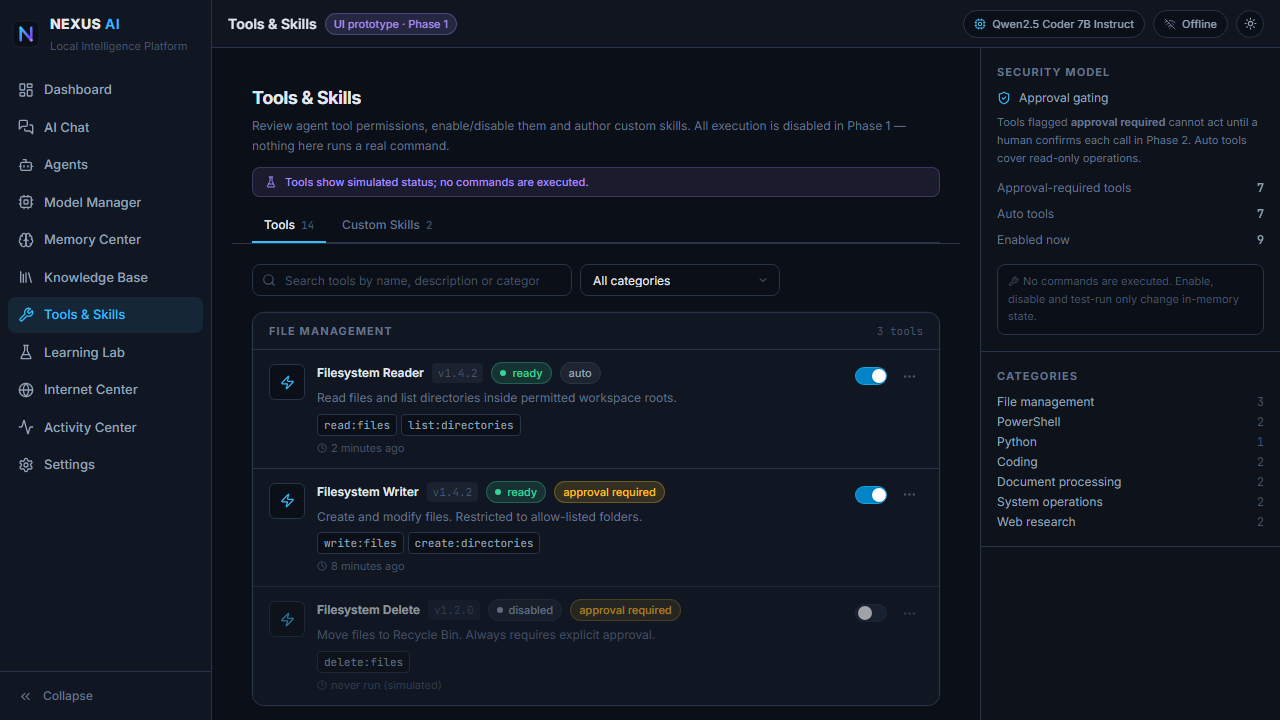 NEXUS AI
Local Intelligence Platform
Dashboard
AI Chat
Agents
Model Manager
Memory Center
Knowledge Base
Tools & Skills
Learning Lab
Internet Center
Activity Center
Settings
Collapse
Tools & Skills
UI prototype · Phase 1
Qwen2.5 Coder 7B Instruct
Offline
Tools & Skills
Review agent tool permissions, enable/disable them and author custom skills. All execution is disabled in Phase 1 —
nothing here runs a real command.
Tools show simulated status; no commands are executed.
Tools 14
Custom Skills 2
Search tools by name, description or categor
All categories
FILE MANAGEMENT
3 tools
Filesystem Reader v1.4.2 ready auto
Read files and list directories inside permitted workspace roots.
read:files list:directories
2 minutes ago
Filesystem Writer v1.4.2 ready approval required
Create and modify files. Restricted to allow-listed folders.
write:files create:directories
8 minutes ago
Filesystem Delete v1.2.0 disabled approval required
Move files to Recycle Bin. Always requires explicit approval.
delete:files
never run (simulated)
SECURITY MODEL
Approval gating
Tools flagged approval required cannot act until a
human confirms each call in Phase 2. Auto tools
cover read-only operations.
Approval-required tools 7
Auto tools 7
Enabled now 9
No commands are executed. Enable,
disable and test-run only change in-memory
state.
CATEGORIES
File management 3
PowerShell 2
Python 1
Coding 2
Document processing 2
System operations 2
Web research 2